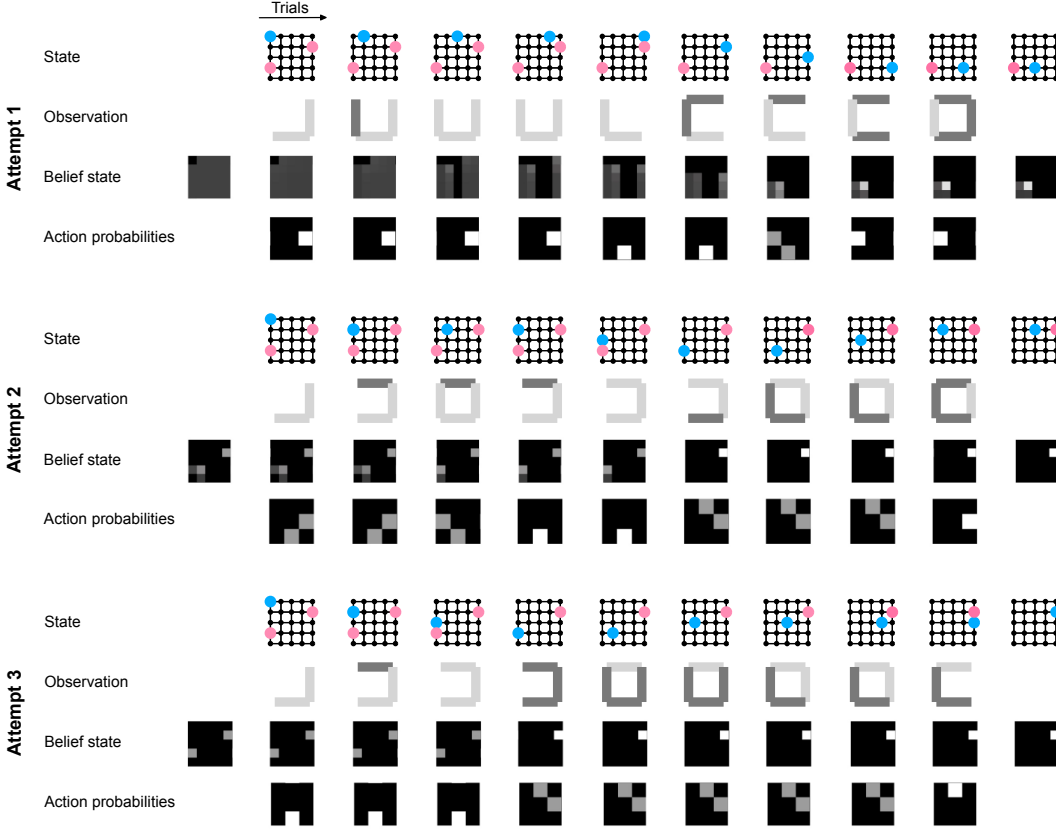 Trials
Attempt 1
State
Observation
Belief state
Action probabilities
Attempt 2
State
Observation
Belief state
Action probabilities
Attempt 3
State
Observation
Belief state
Action probabilities